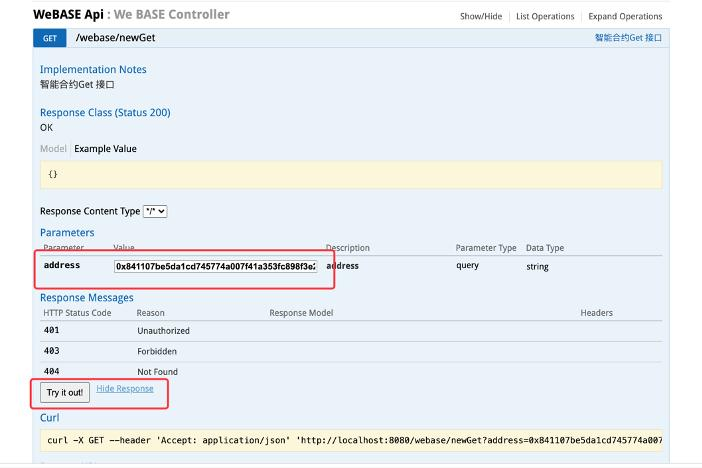 WeBASE Api : We BASE Controller
Show/Hide List Operations Expand Operations
GET /webase/newGet 智能合约Get 接口
Implementation Notes
智能合约Get 接口
Response Class (Status 200)
OK
Model Example Value
{}
Response Content Type */*
Parameters
Parameter Value Description Parameter Type Data Type
address 0x841107be5da1cd745774a007f41a353fc898f3e2 address query string
Response Messages
HTTP Status Code Reason Response Model Headers
401 Unauthorized
403 Forbidden
404 Not Found
Try it out! Hide Response
Curl
curl -X GET --header 'Accept: application/json' 'http://localhost:8080/webase/newGet?address=0x841107be5da1cd745774a007